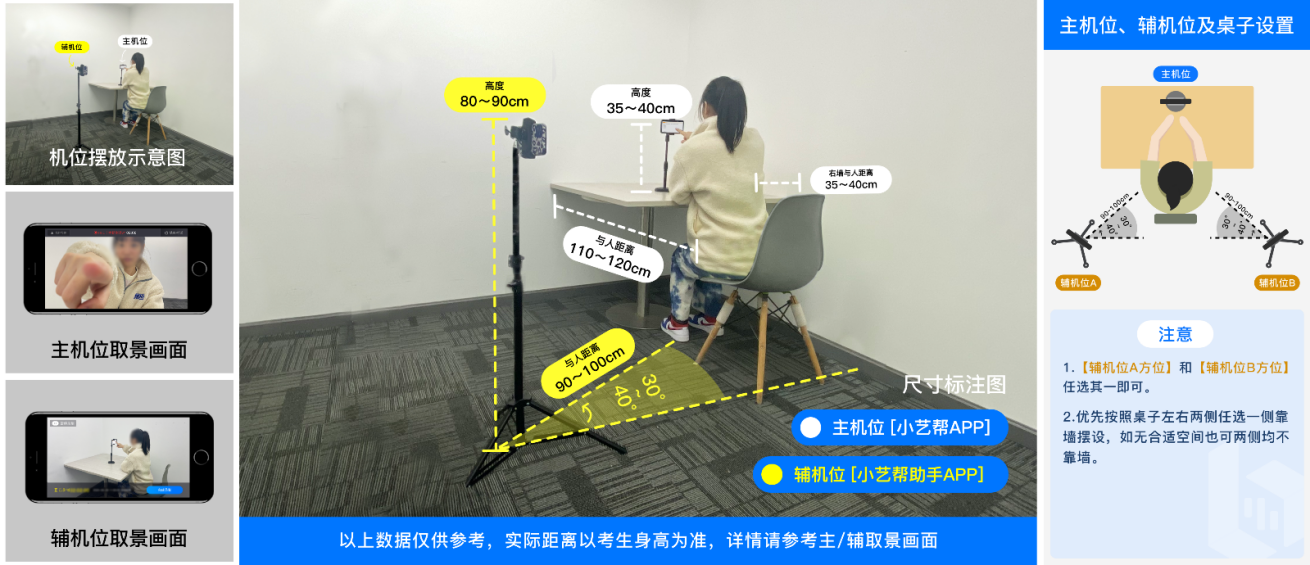 辅机位
主机位
机位摆放示意图
主机位取景画面
辅机位取景画面
高度
80～90cm
高度
35～40cm
右墙与人距离
35～40cm
与人距离
110～120cm
与人距离
90～100cm
30°
～
40°
尺寸标注图
主机位 [小艺帮APP]
辅机位 [小艺帮助手APP]
以上数据仅供参考，实际距离以考生身高为准，详情请参考主/辅取景画面
主机位、辅机位及桌子设置
主机位
90-100cm
30°
～
40°
90-100cm
30°
～
40°
辅机位A
辅机位B
注意
1.【辅机位A方位】和【辅机位B方位】
任选其一即可。
2.优先按照桌子左右两侧任选一侧靠
墙摆设，如无合适空间也可两侧均不
靠墙。